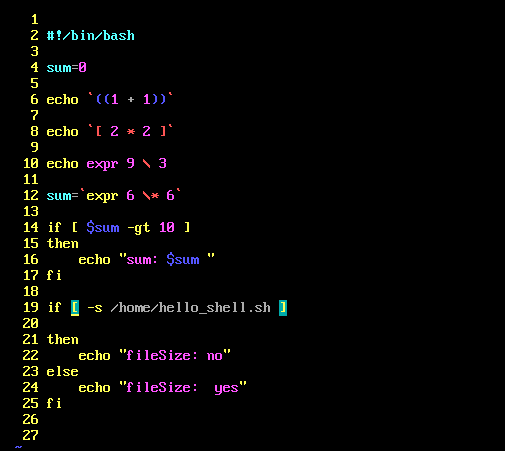 1
2 #!/bin/bash
3
4 sum=0
5
6 echo `((1 + 1))`
7
8 echo `[ 2 * 2 ]`
9
10 echo expr 9 \ 3
11
12 sum=`expr 6 \* 6`
13
14 if [ $sum -gt 10 ]
15 then
16     echo "sum: $sum "
17 fi
18
19 if [ -s /home/hello_shell.sh ]
20
21 then
22     echo "fileSize: no"
23 else
24     echo "fileSize:  yes"
25 fi
26
27
~